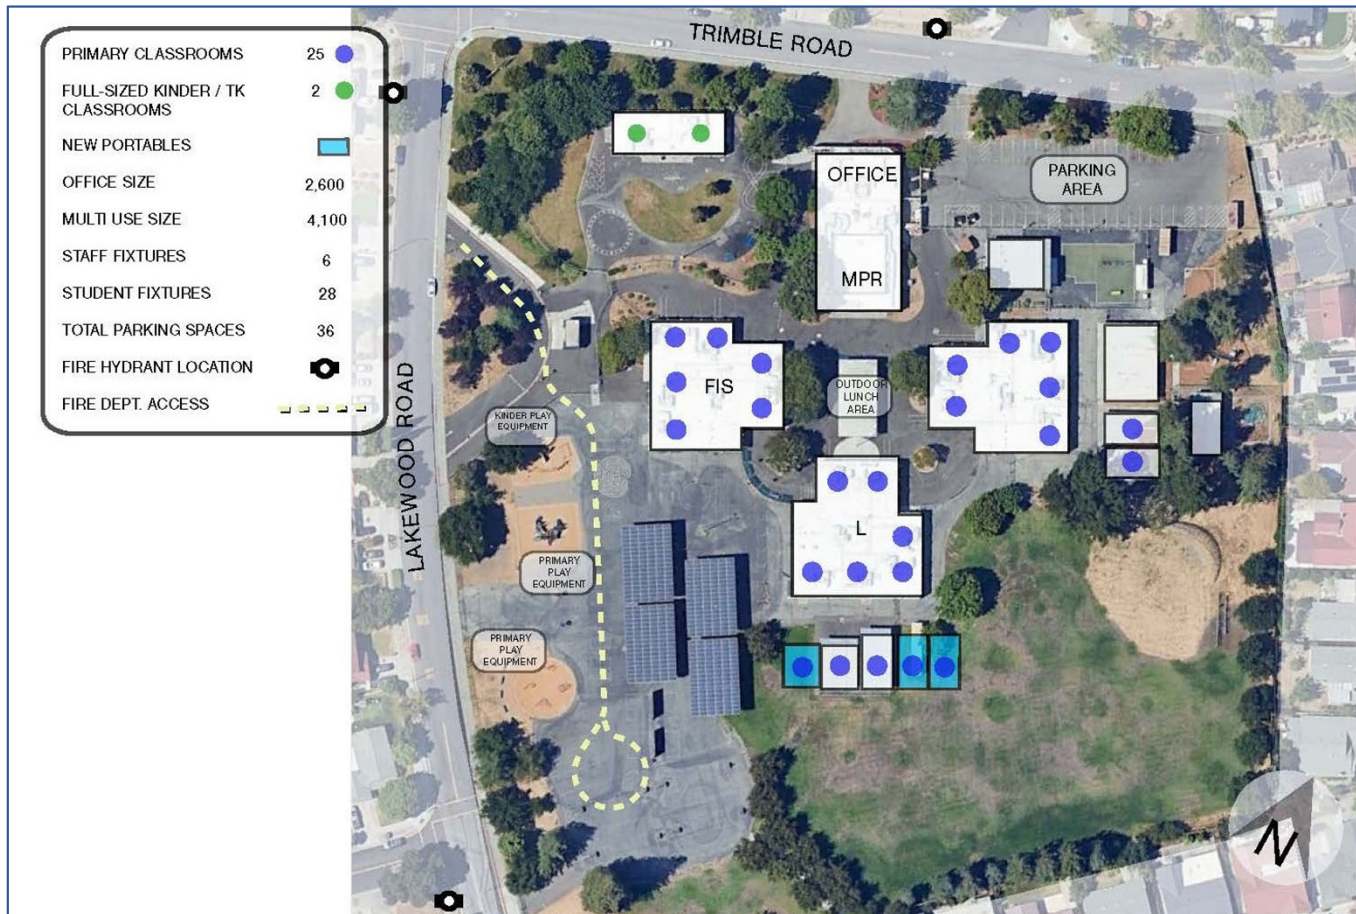 PRIMARY CLASSROOMS 25
FULL-SIZED KINDER / TK 2
CLASSROOMS
NEW PORTABLES
OFFICE SIZE 2,600
MULTI USE SIZE 4,100
STAFF FIXTURES 6
STUDENT FIXTURES 28
TOTAL PARKING SPACES 36
FIRE HYDRANT LOCATION
FIRE DEPT. ACCESS
TRIMBLE ROAD
LAKEWOOD ROAD
OFFICE
MPR
PARKING
AREA
FIS
OUTDOOR
LUNCH
AREA
KINDER PLAY
EQUIPMENT
L
PRIMARY
PLAY
EQUIPMENT
PRIMARY
PLAY
EQUIPMENT
N